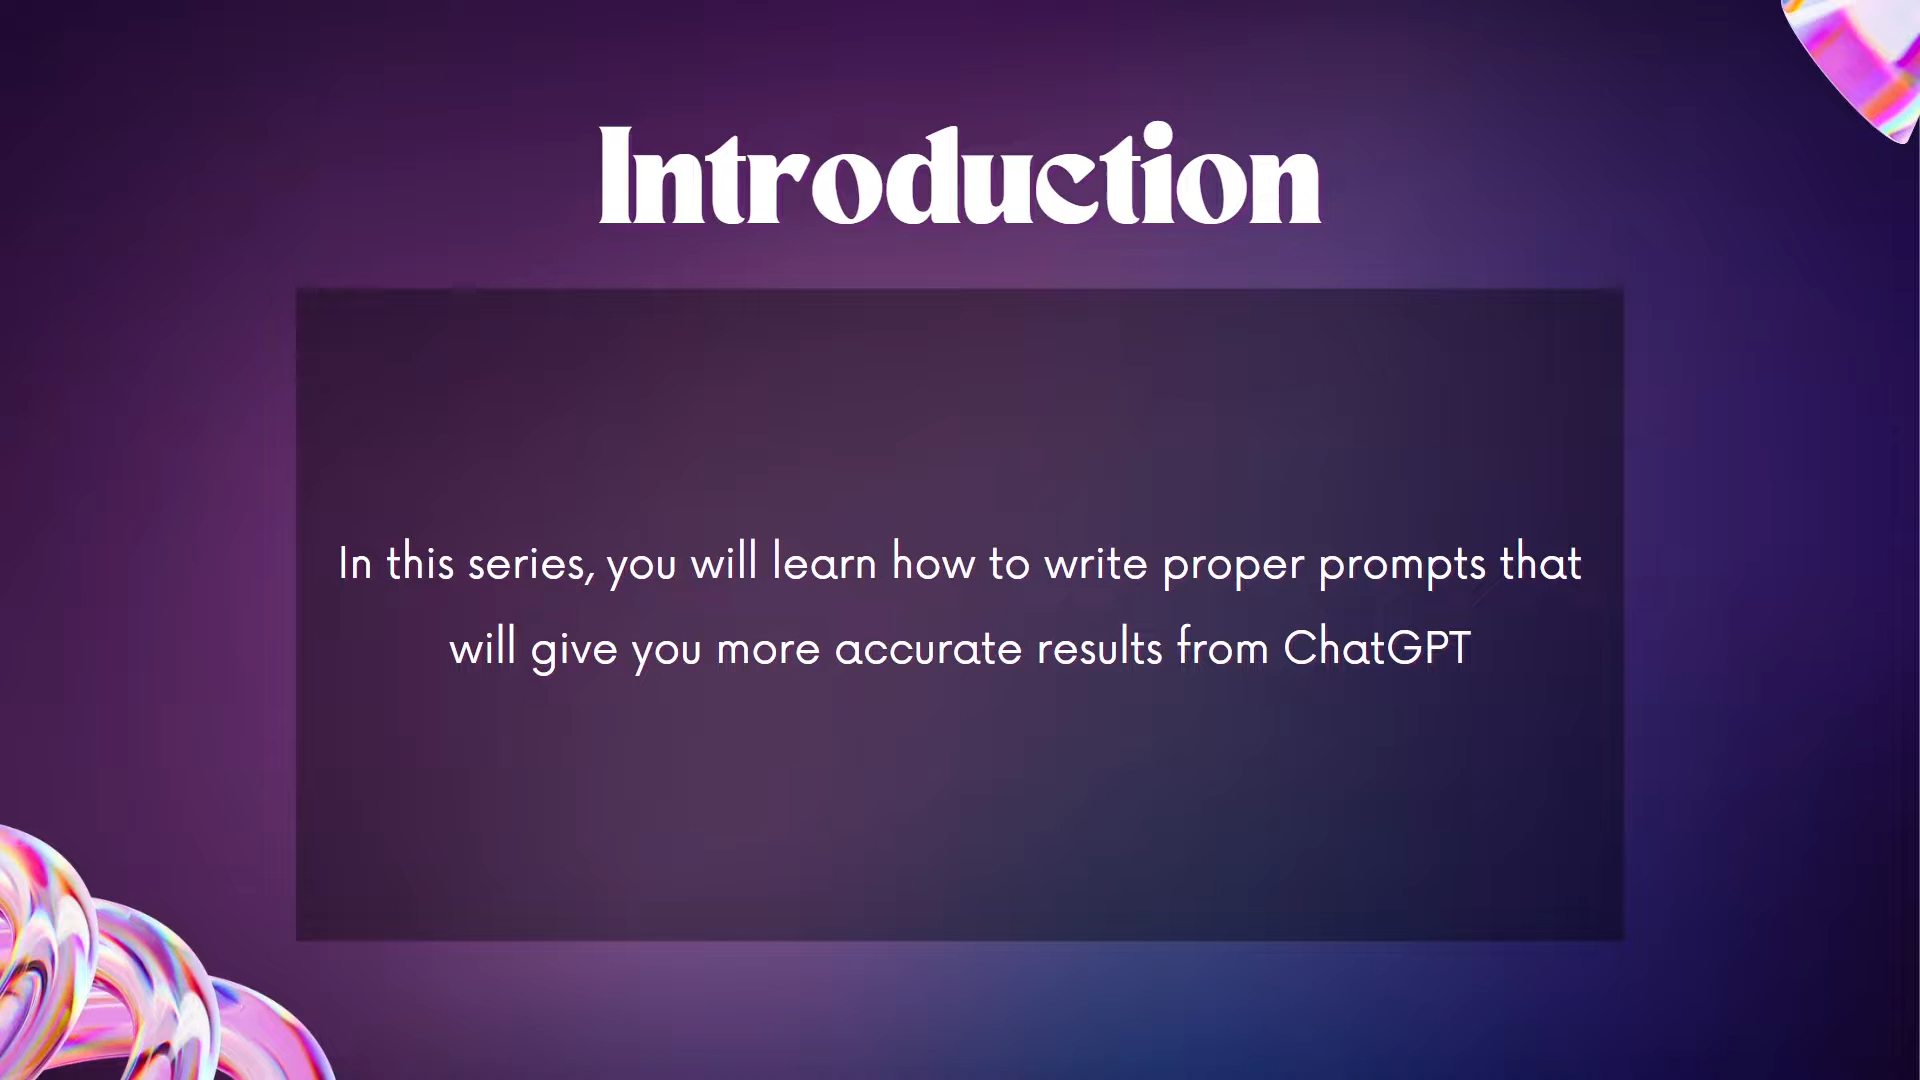 Introduction
In this series, you will learn how to write proper prompts that
will give you more accurate results from ChatGPT